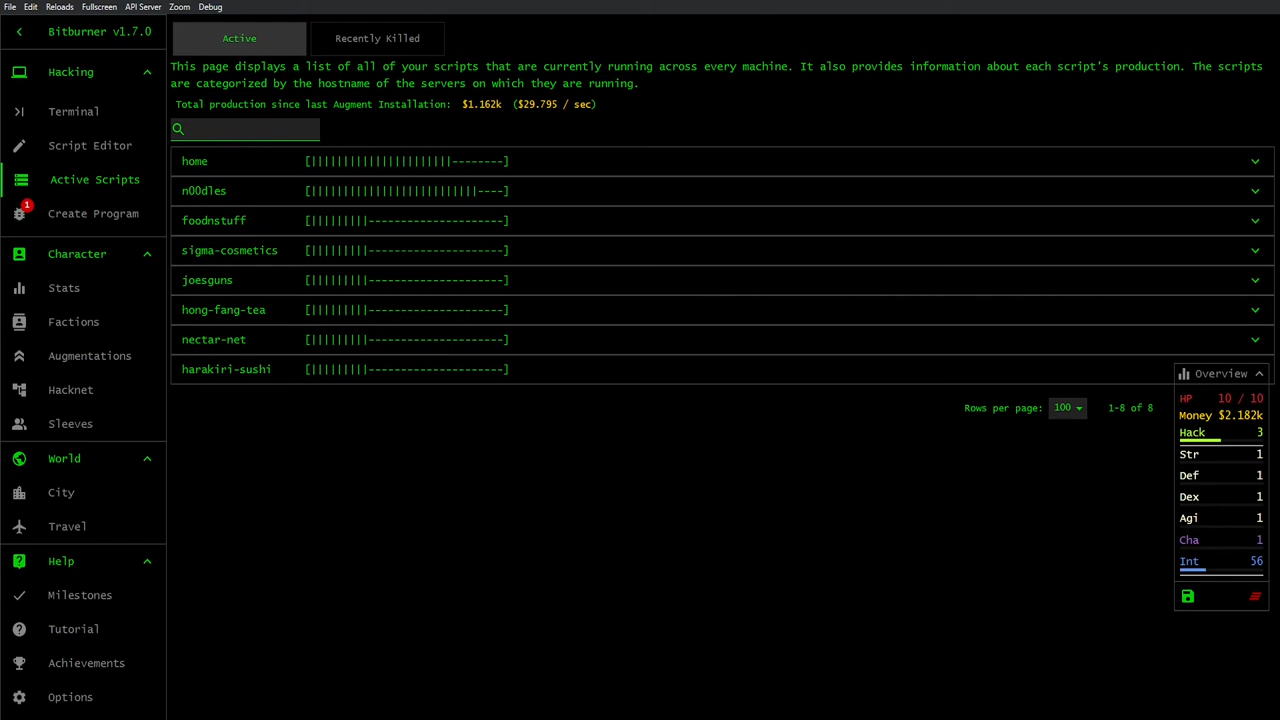 File Edit Reloads Fullscreen API Server Zoom Debug
Bitburner v1.7.0
Hacking
Terminal
Script Editor
Active Scripts
1
Create Program
Character
Stats
Factions
Augmentations
Hacknet
Sleeves
World
City
Travel
Help
Milestones
Tutorial
Achievements
Options
Active Recently Killed
This page displays a list of all of your scripts that are currently running across every machine. It also provides information about each script's production. The scripts
are categorized by the hostname of the servers on which they are running.
Total production since last Augment Installation: $1.162k ($29.795 / sec)
home [||||||||||||||||||||||--------]
n00dles [||||||||||||||||||||||||||----]
foodnstuff [|||||||||---------------------]
sigma-cosmetics [|||||||||---------------------]
joesguns [|||||||||---------------------]
hong-fang-tea [|||||||||---------------------]
nectar-net [|||||||||---------------------]
harakiri-sushi [|||||||||---------------------]
Rows per page: 100 1-8 of 8
Overview
HP 10 / 10
Money $2.182k
Hack 3
Str 1
Def 1
Dex 1
Agi 1
Cha 1
Int 56